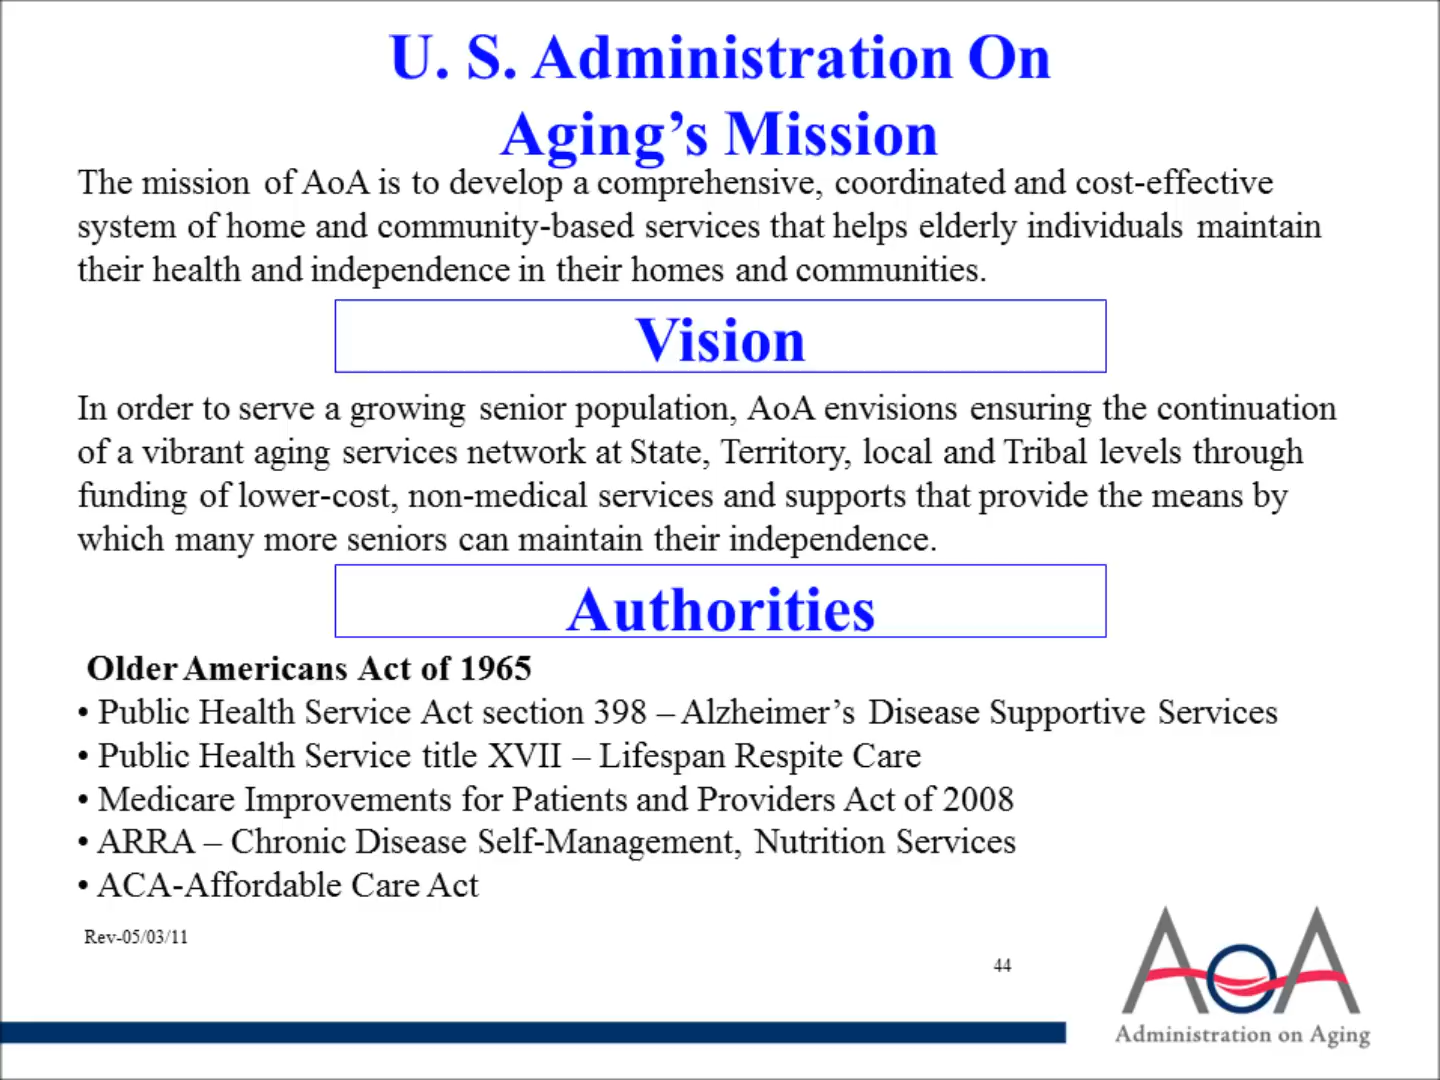 U. S. Administration On
Aging’s Mission
The mission of AoA is to develop a comprehensive, coordinated and cost-effective
system of home and community-based services that helps elderly individuals maintain
their health and independence in their homes and communities.
Vision
In order to serve a growing senior population, AoA envisions ensuring the continuation
of a vibrant aging services network at State, Territory, local and Tribal levels through
funding of lower-cost, non-medical services and supports that provide the means by
which many more seniors can maintain their independence.
Authorities
Older Americans Act of 1965
• Public Health Service Act section 398 – Alzheimer’s Disease Supportive Services
• Public Health Service title XVII – Lifespan Respite Care
• Medicare Improvements for Patients and Providers Act of 2008
• ARRA – Chronic Disease Self-Management, Nutrition Services
• ACA-Affordable Care Act
Rev-05/03/11
44
AoA
Administration on Aging